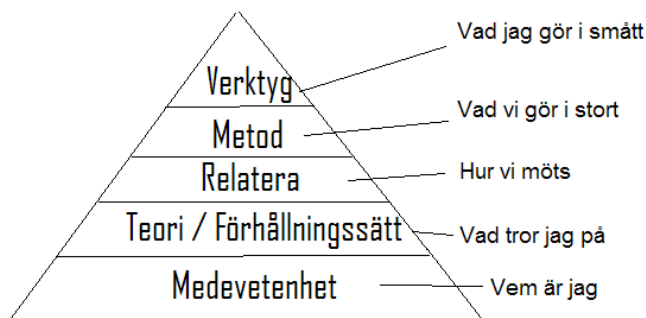 Verktyg
Vad jag gör i smått
Metod
Vad vi gör i stort
Relatera
Hur vi möts
Teori / Förhållningssätt
Vad tror jag på
Medevetenhet
Vem är jag